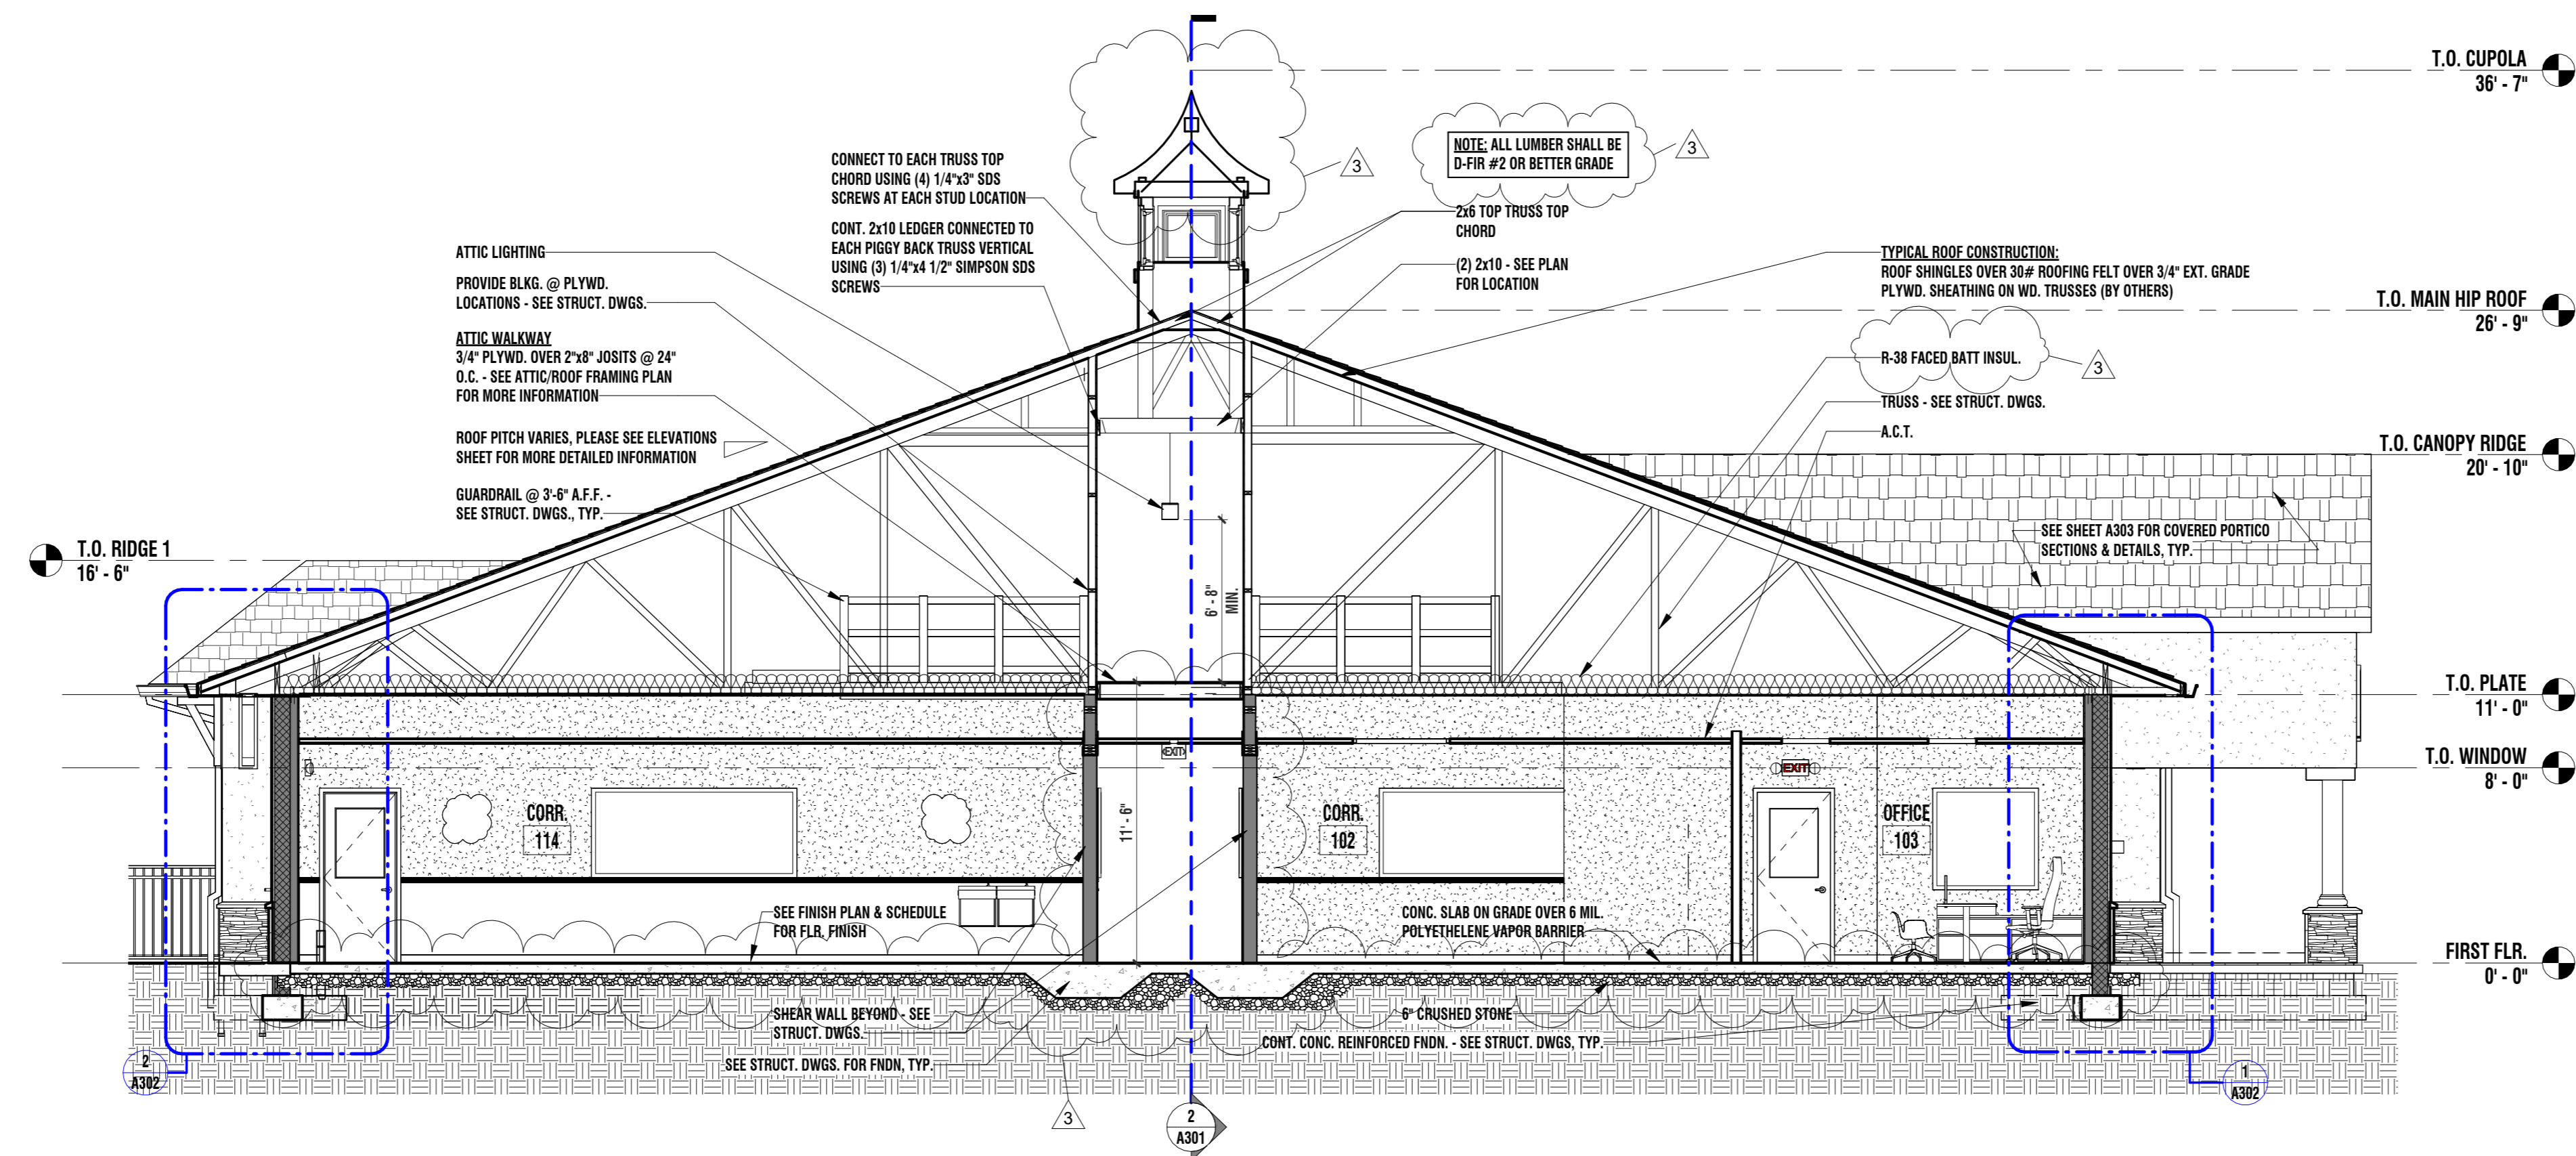 T.O. CUPOLA
36' - 7"
CONNECT TO EACH TRUSS TOP
CHORD USING (4) 1/4"x3" SDS
SCREWS AT EACH STUD LOCATION
3
NOTE: ALL LUMBER SHALL BE
D-FIR #2 OR BETTER GRADE
3
2x6 TOP TRUSS TOP
CHORD
CONT. 2x10 LEDGER CONNECTED TO
EACH PIGGY BACK TRUSS VERTICAL
USING (3) 1/4"x4 1/2" SIMPSON SDS
SCREWS
(2) 2x10 - SEE PLAN
FOR LOCATION
ATTIC LIGHTING
PROVIDE BLKG. @ PLYWD.
LOCATIONS - SEE STRUCT. DWGS.
ATTIC WALKWAY
3/4" PLYWD. OVER 2"x8" JOSITS @ 24"
O.C. - SEE ATTIC/ROOF FRAMING PLAN
FOR MORE INFORMATION
ROOF PITCH VARIES, PLEASE SEE ELEVATIONS
SHEET FOR MORE DETAILED INFORMATION
GUARDRAIL @ 3'-6" A.F.F. -
SEE STRUCT. DWGS., TYP.
TYPICAL ROOF CONSTRUCTION:
ROOF SHINGLES OVER 30# ROOFING FELT OVER 3/4" EXT. GRADE
PLYWD. SHEATHING ON WD. TRUSSES (BY OTHERS)
T.O. MAIN HIP ROOF
26' - 9"
R-38 FACED BATT INSUL.
3
TRUSS - SEE STRUCT. DWGS.
A.C.T.
T.O. CANOPY RIDGE
20' - 10"
SEE SHEET A303 FOR COVERED PORTICO
SECTIONS & DETAILS, TYP.
T.O. RIDGE 1
16' - 6"
6' - 8"
MIN.
T.O. PLATE
11' - 0"
T.O. WINDOW
8' - 0"
EXIT
EXIT
CORR.
114
11' - 6"
CORR.
102
OFFICE
103
SEE FINISH PLAN & SCHEDULE
FOR FLR. FINISH
CONC. SLAB ON GRADE OVER 6 MIL.
POLYETHELENE VAPOR BARRIER
FIRST FLR.
0' - 0"
SHEAR WALL BEYOND - SEE
STRUCT. DWGS.
6" CRUSHED STONE
CONT. CONC. REINFORCED FNDN. - SEE STRUCT. DWGS, TYP.
SEE STRUCT. DWGS. FOR FNDN, TYP.
2
A302
3
2
A301
1
A302